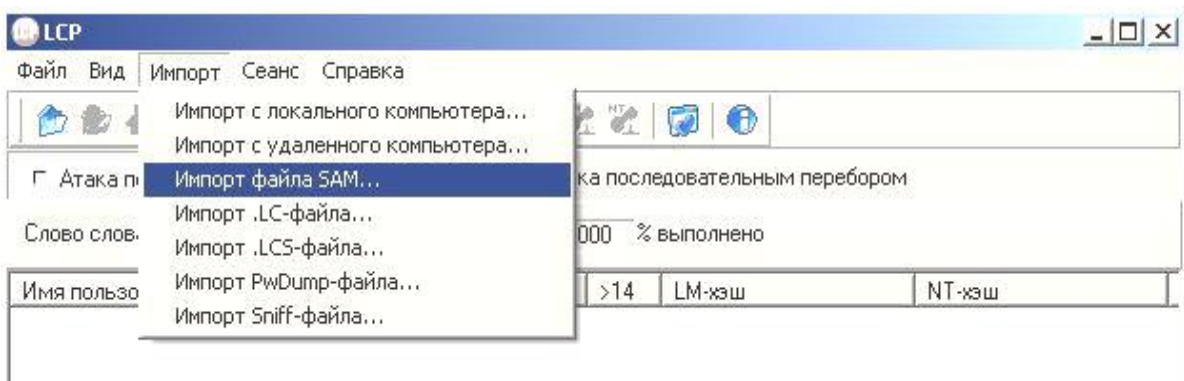 LCP
Файл Вид Импорт Сеанс Справка
Импорт с локального компьютера...
Импорт с удаленного компьютера...
Импорт файла SAM...
Импорт .LC-файла...
Импорт .LCS-файла...
Импорт PwDump-файла...
Импорт Sniff-файла...
NT
Атака п ка последовательным перебором
Слово слов 000 % выполнено
Имя пользо >14 LM-хэш NT-хэш